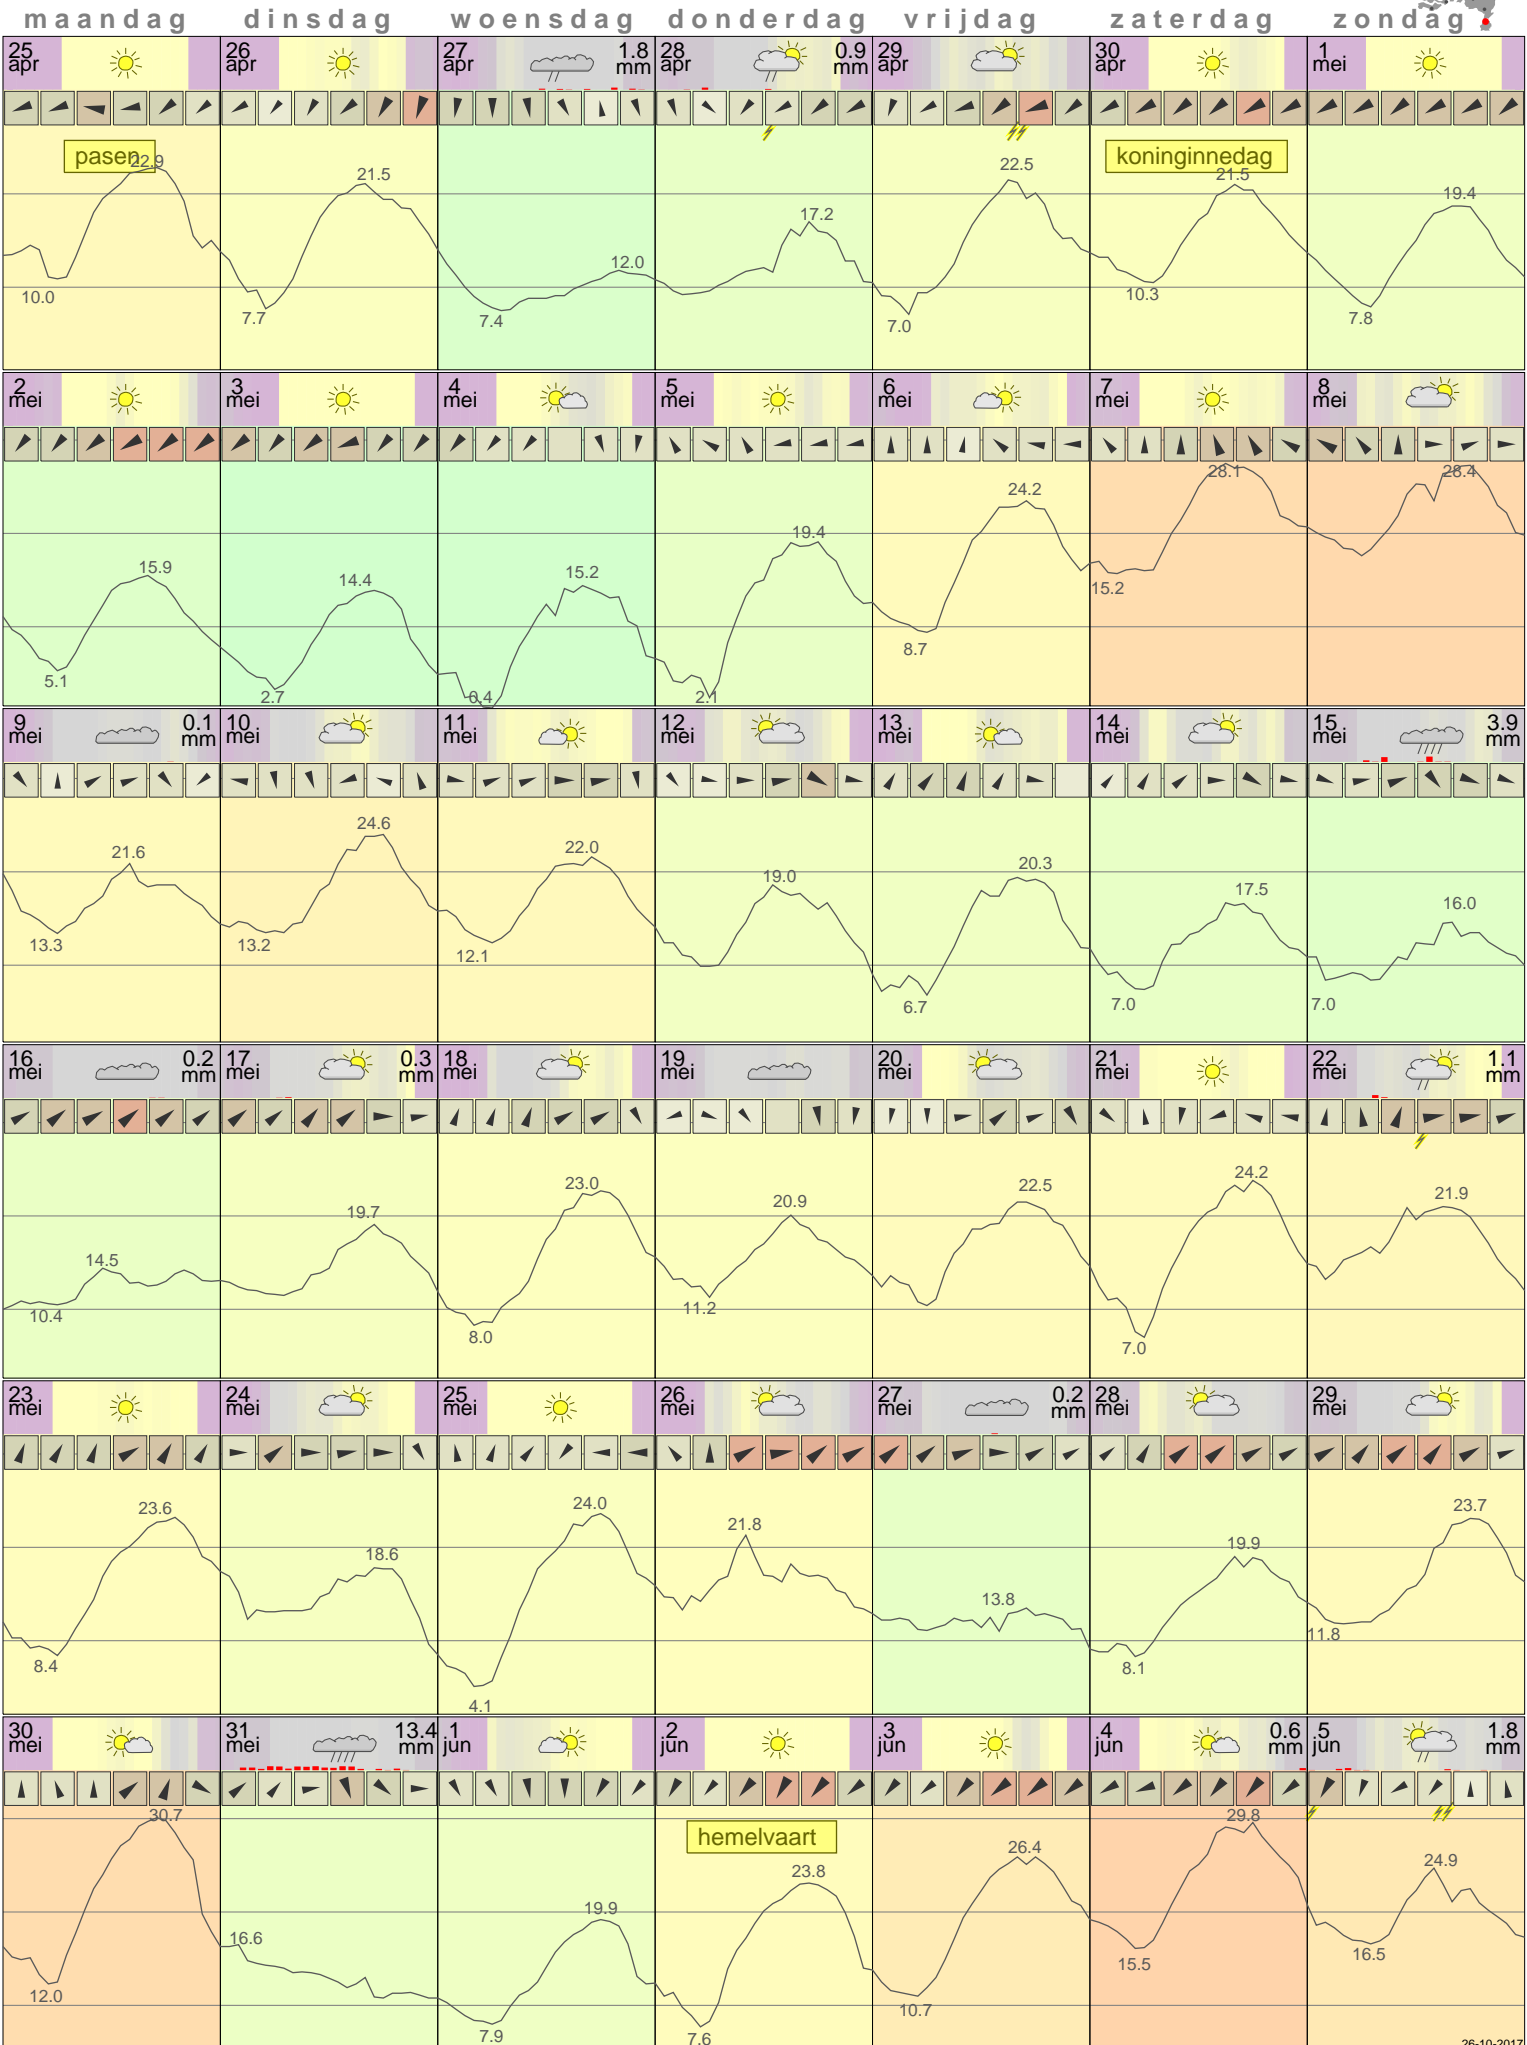 maandag dinsdag woensdag donderdag vrijdag zaterdag zondag
25 26 27 1.8 28 0.9 29 30 1
apr apr apr mm apr mm apr apr mei
pasen koninginnedag
22.9 21.5 12.0 17.2 22.5 21.5 19.4
10.0 7.7 7.4 7.0 10.3 7.8
2 3 4 5 6 7 8
mei mei mei mei mei mei mei
15.9 14.4 15.2 19.4 24.2 28.1 28.4
5.1 2.7 0.4 2.1 8.7 15.2
9 0.1 10 11 12 13 14 15 3.9
mei mm mei mei mei mei mei mei mm
21.6 24.6 22.0 19.0 20.3 17.5 16.0
13.3 13.2 12.1 6.7 7.0 7.0
16 0.2 17 0.3 18 19 20 21 22 1.1
mei mm mei mm mei mei mei mei mei mm
14.5 19.7 23.0 20.9 22.5 24.2 21.9
10.4 8.0 11.2 7.0
23 24 25 26 27 0.2 28 29
mei mei mei mei mei mm mei mei
23.6 18.6 24.0 21.8 13.8 19.9 23.7
8.4 4.1 8.1 11.8
30 31 13.4 1 2 3 4 0.6 5 1.8
mei mei jun jun jun jun mm jun mm
hemelvaart
30.7 16.6 19.9 23.8 26.4 29.8 24.9
12.0 7.9 7.6 10.7 15.5 16.5
26-10-2017